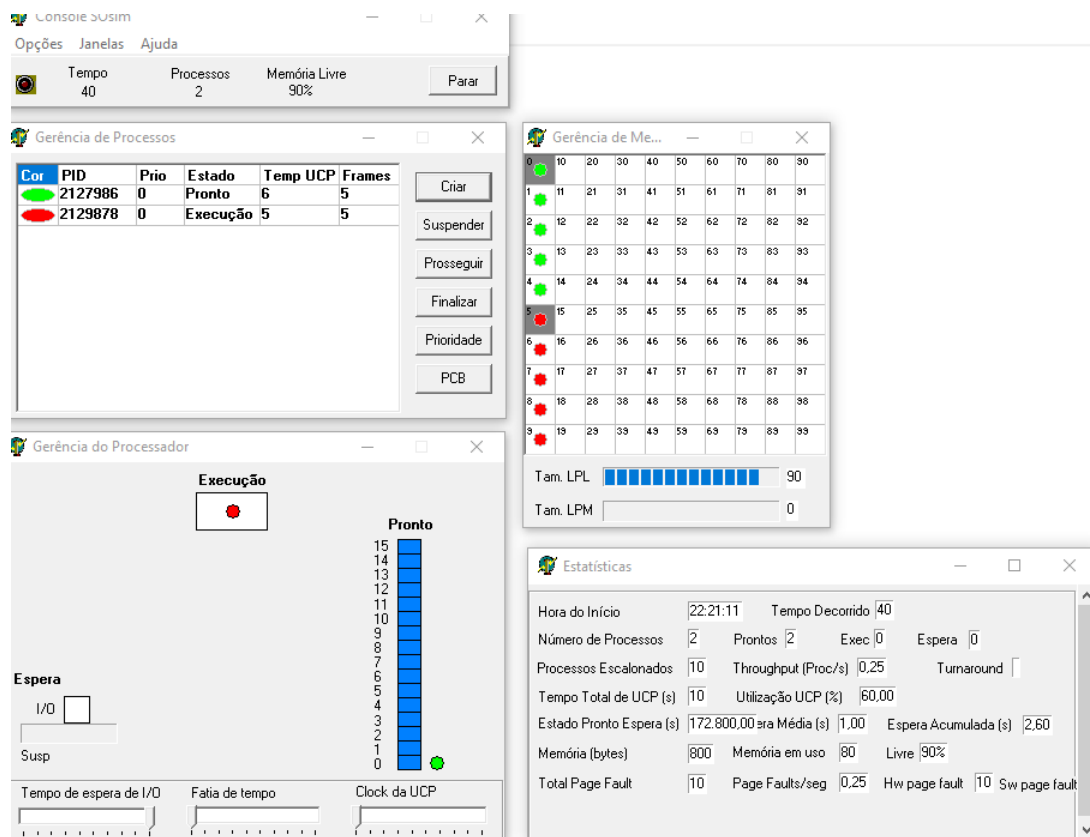 Console SOsim
Opções Janelas Ajuda
Tempo Processos Memória Livre
40 2 90% Parar
Gerência de Processos
Cor PID Prio Estado Temp UCP Frames
2127986 0 Pronto 6 5
2129878 0 Execução 5 5
Criar
Suspender
Prosseguir
Finalizar
Prioridade
PCB
Gerência de Me...
0 10 20 30 40 50 60 70 80 90
1 11 21 31 41 51 61 71 81 91
2 12 22 32 42 52 62 72 82 92
3 13 23 33 43 53 63 73 83 93
4 14 24 34 44 54 64 74 84 94
5 15 25 35 45 55 65 75 85 95
6 16 26 36 46 56 66 76 86 96
7 17 27 37 47 57 67 77 87 97
8 18 28 38 48 58 68 78 88 98
9 19 29 39 49 59 69 79 89 99
Tam. LPL 90
Tam. LPM 0
Gerência do Processador
Execução
Pronto
15
14
13
12
11
10
9
8
7
6
5
4
3
2
1
0
Espera
I/O
Susp
Tempo de espera de I/O Fatia de tempo Clock da UCP
Estatísticas
Hora do Início 22:21:11 Tempo Decorrido 40
Número de Processos 2 Prontos 2 Exec 0 Espera 0
Processos Escalonados 10 Throughput (Proc/s) 0,25 Turnaround
Tempo Total de UCP (s) 10 Utilização UCP (%) 60,00
Estado Pronto Espera (s) 172.800,00 era Média (s) 1,00 Espera Acumulada (s) 2,60
Memória (bytes) 800 Memória em uso 80 Livre 90%
Total Page Fault 10 Page Faults/seg 0,25 Hw page fault 10 Sw page fault